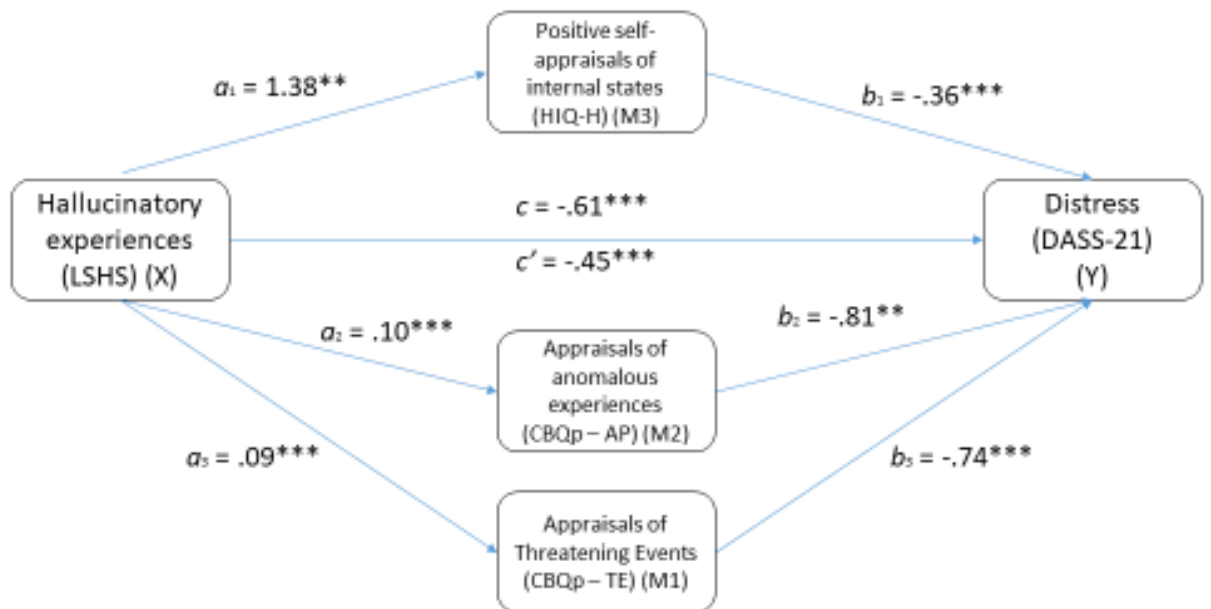 Positive self-
appraisals of
internal states
(HIQ-H) (M3)
a₁ = 1.38**
b₁ = -.36***
Hallucinatory
experiences
(LSHS) (X)
c = -.61***
c′ = -.45***
Distress
(DASS-21)
(Y)
a₂ = .10***
b₂ = -.81**
Appraisals of
anomalous
experiences
(CBQp – AP) (M2)
a₃ = .09***
b₃ = -.74***
Appraisals of
Threatening Events
(CBQp – TE) (M1)